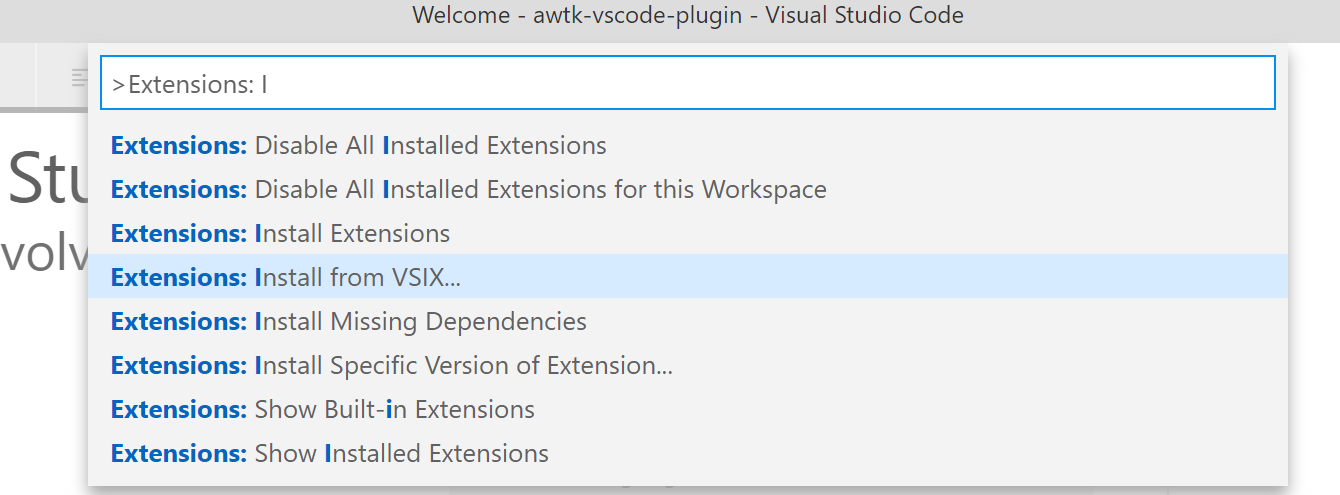 Welcome - awtk-vscode-plugin - Visual Studio Code
>Extensions: I
Stu
volv
Extensions: Disable All Installed Extensions
Extensions: Disable All Installed Extensions for this Workspace
Extensions: Install Extensions
Extensions: Install from VSIX...
Extensions: Install Missing Dependencies
Extensions: Install Specific Version of Extension...
Extensions: Show Built-in Extensions
Extensions: Show Installed Extensions